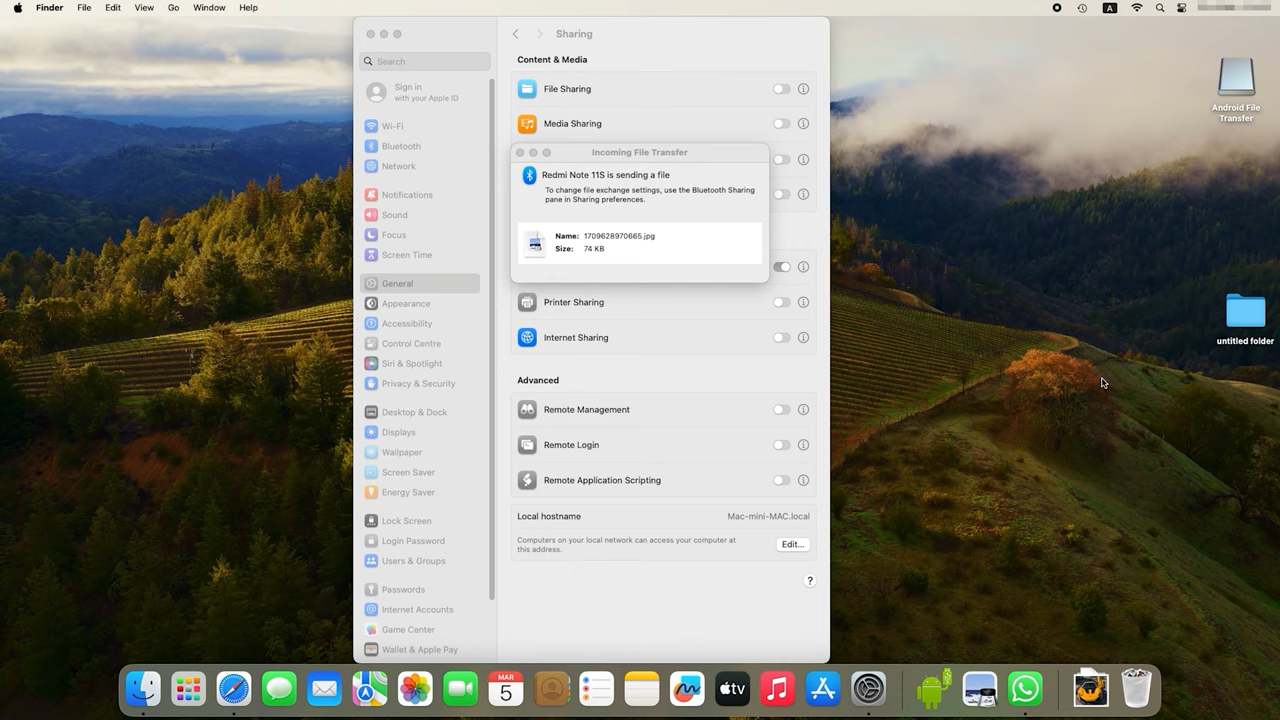 Finder File Edit View Go Window Help
A
Sharing
Search
Sign in
with your Apple ID
Wi-Fi
Bluetooth
Network
Notifications
Sound
Focus
Screen Time
General
Appearance
Accessibility
Control Centre
Siri & Spotlight
Privacy & Security
Desktop & Dock
Displays
Wallpaper
Screen Saver
Energy Saver
Lock Screen
Login Password
Users & Groups
Passwords
Internet Accounts
Game Center
Wallet & Apple Pay
Content & Media
File Sharing
Media Sharing
Incoming File Transfer
Redmi Note 11S is sending a file
To change file exchange settings, use the Bluetooth Sharing
pane in Sharing preferences.
Name: 1709628970665.jpg
Size: 74 KB
Printer Sharing
Internet Sharing
Advanced
Remote Management
Remote Login
Remote Application Scripting
Local hostname Mac-mini-MAC.local
Computers on your local network can access your computer at
this address.
Edit...
?
Android File
Transfer
untitled folder
MAR
5
tv